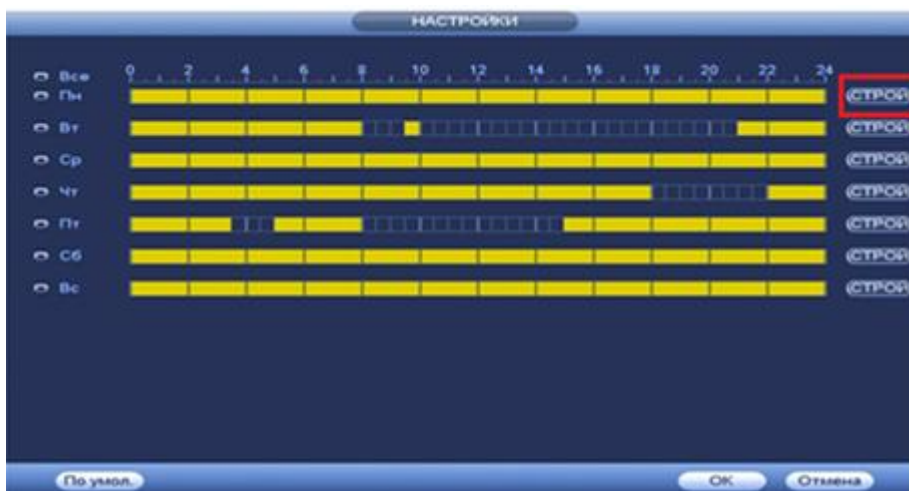 НАСТРОЙКИ
0 2 4 6 8 10 12 14 16 18 20 22 24
Все
Пн (СТРОЙ
Вт (СТРОЙ
Ср (СТРОЙ
Чт (СТРОЙ
Пт (СТРОЙ
Сб (СТРОЙ
Вс (СТРОЙ
По умол. OK Отмена